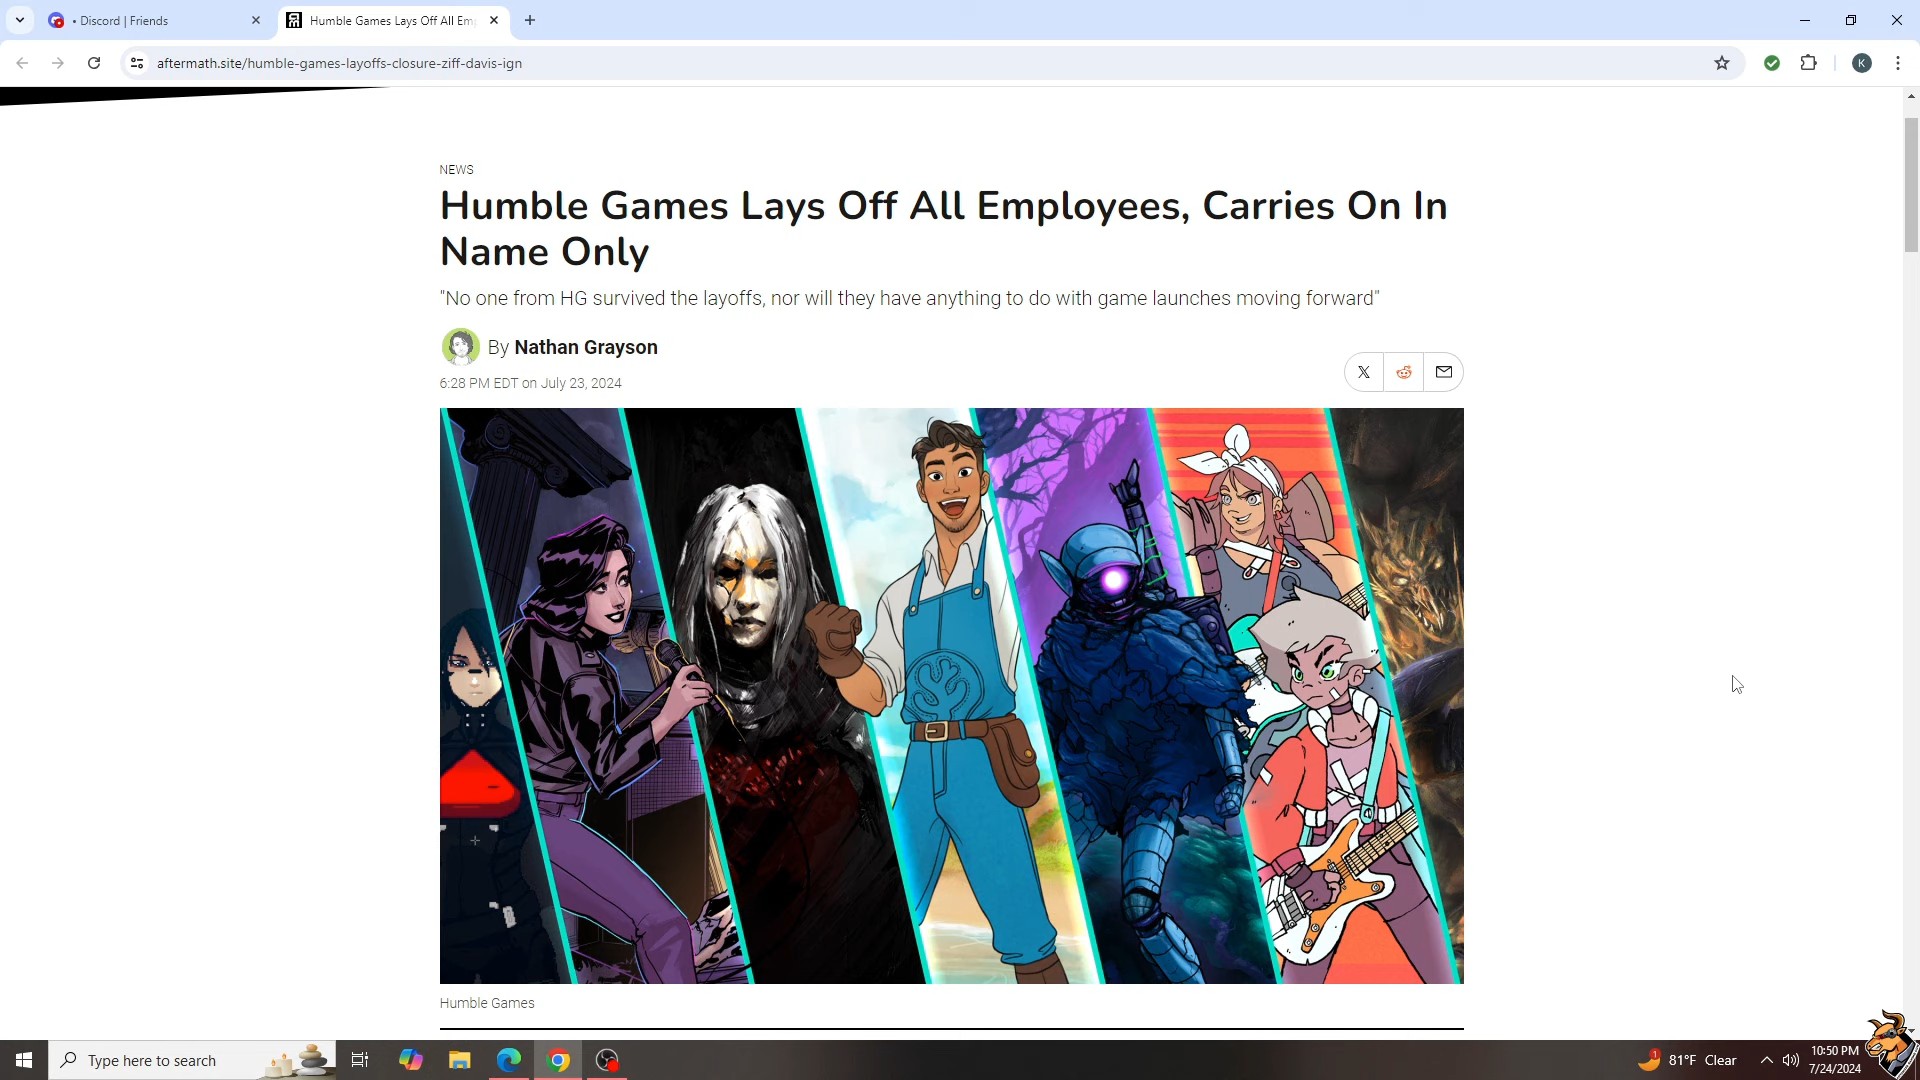 • Discord | Friends
Humble Games Lays Off All Em
aftermath.site/humble-games-layoffs-closure-ziff-davis-ign
K
NEWS
Humble Games Lays Off All Employees, Carries On In
Name Only
"No one from HG survived the layoffs, nor will they have anything to do with game launches moving forward"
By Nathan Grayson
6:28 PM EDT on July 23, 2024
Humble Games
Type here to search
1
81°F Clear
10:50 PM
7/24/2024